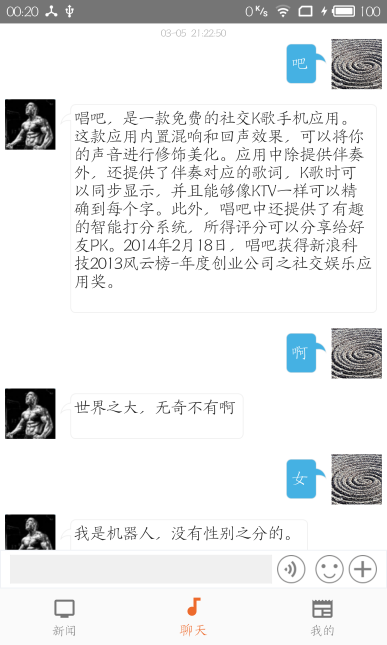 00:20 0 K/s 100
03-05 21:22:50
吧
唱吧，是一款免费的社交K歌手机应用。
这款应用内置混响和回声效果，可以将你
的声音进行修饰美化。应用中除提供伴奏
外，还提供了伴奏对应的歌词，K歌时可
以同步显示，并且能够像KTV一样可以精
确到每个字。此外，唱吧中还提供了有趣
的智能打分系统，所得评分可以分享给好
友PK。2014年2月18日，唱吧获得新浪科
技2013风云榜-年度创业公司之社交娱乐应
用奖。
啊
世界之大，无奇不有啊
女
我是机器人，没有性别之分的。
新闻 聊天 我的